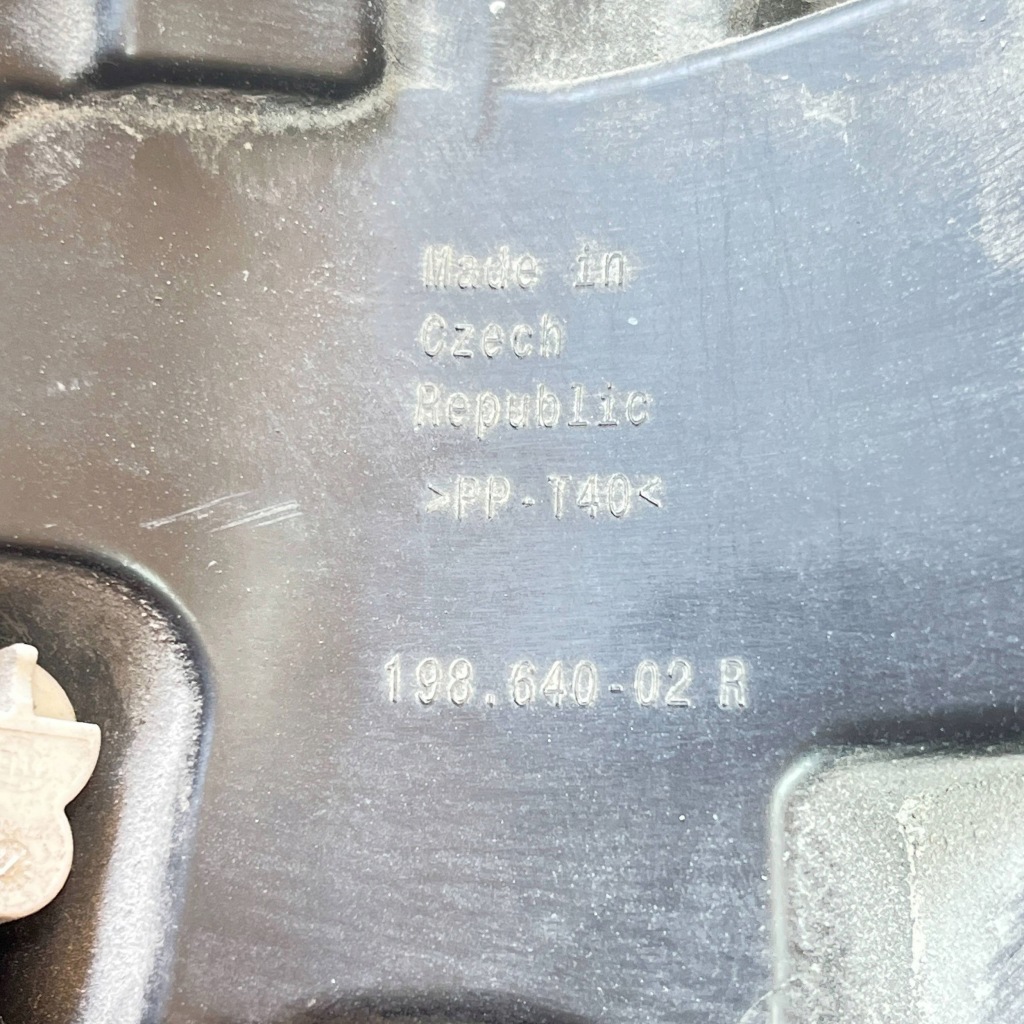 Made in
Czech
Republic
>PP-T40<
198.640-02 R